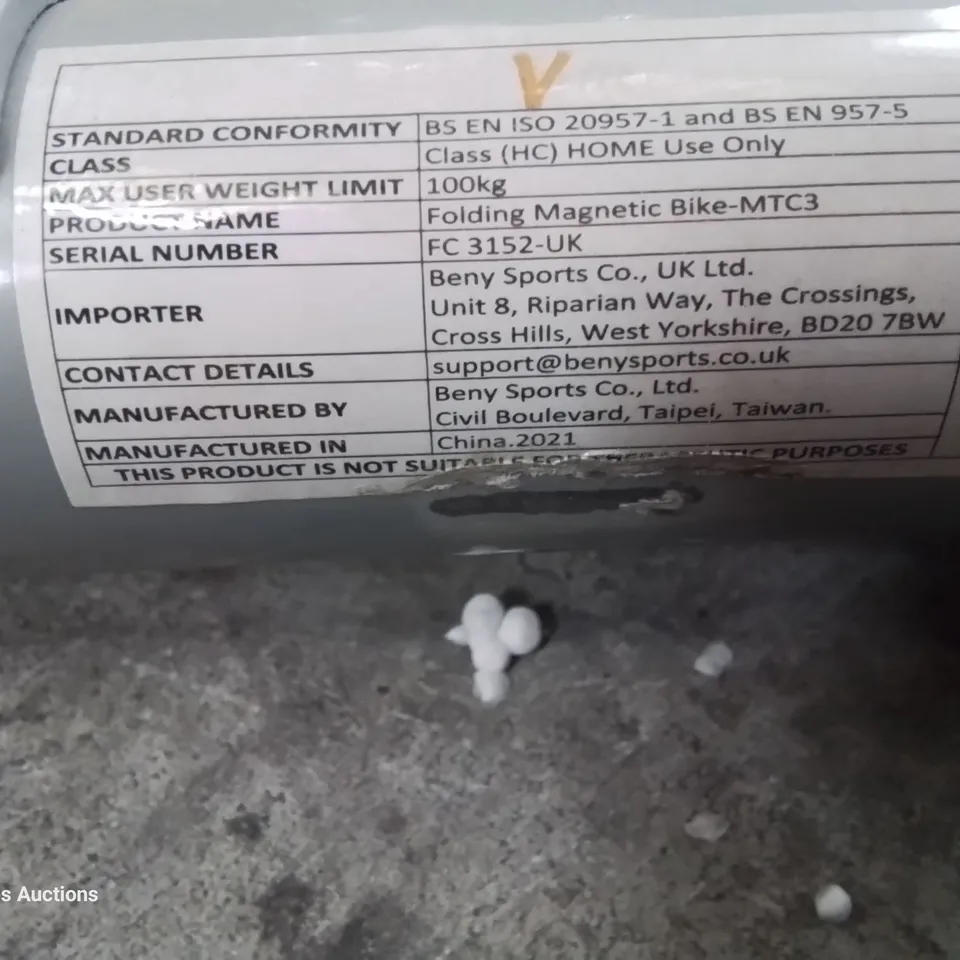 V
STANDARD CONFORMITY BS EN ISO 20957-1 and BS EN 957-5
CLASS Class (HC) HOME Use Only
MAX USER WEIGHT LIMIT 100kg
PRODUCT NAME Folding Magnetic Bike-MTC3
SERIAL NUMBER FC 3152-UK
IMPORTER Beny Sports Co., UK Ltd.
Unit 8, Riparian Way, The Crossings,
Cross Hills, West Yorkshire, BD20 7BW
CONTACT DETAILS support@benysports.co.uk
MANUFACTURED BY Beny Sports Co., Ltd.
Civil Boulevard, Taipei, Taiwan.
MANUFACTURED IN China.2021
THIS PRODUCT IS NOT SUITABLE FOR THERAPEUTIC PURPOSES
s Auctions